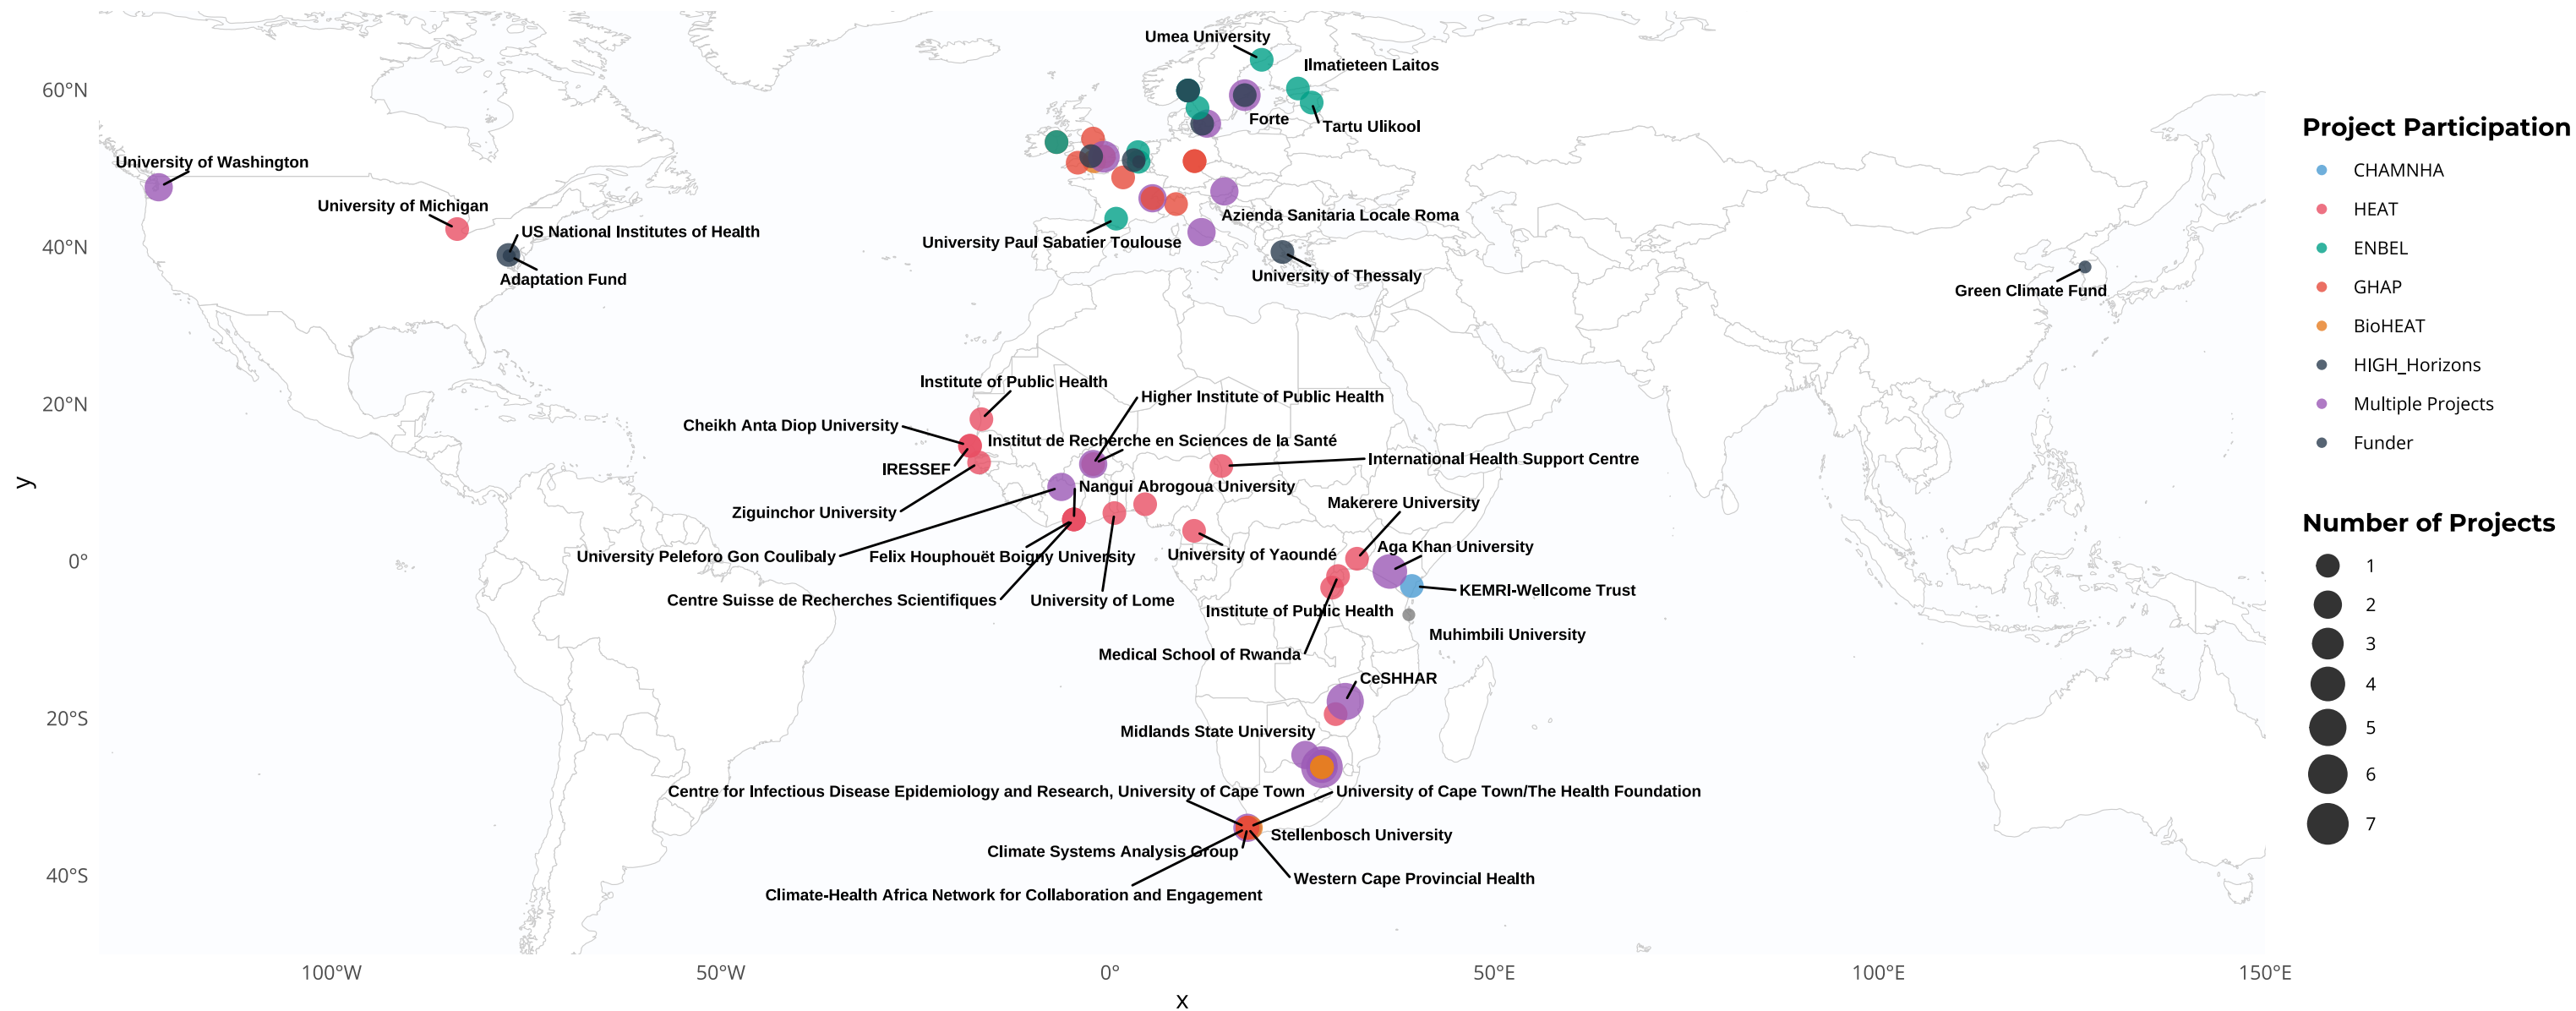 Umea University
Ilmatieteen Laitos
60°N
Forte
Tartu Ulikool
University of Washington
University of Michigan
US National Institutes of Health
Adaptation Fund
40°N
Azienda Sanitaria Locale Roma
University Paul Sabatier Toulouse
University of Thessaly
Green Climate Fund
Institute of Public Health
Higher Institute of Public Health
20°N
Cheikh Anta Diop University
Institut de Recherche en Sciences de la Santé
IRESSEF
International Health Support Centre
Nangui Abrogoua University
Ziguinchor University
Makerere University
y
University Peleforo Gon Coulibaly
Felix Houphouët Boigny University
University of Yaoundé
Aga Khan University
0°
KEMRI-Wellcome Trust
Centre Suisse de Recherches Scientifiques
University of Lome
Institute of Public Health
Muhimbili University
Medical School of Rwanda
CeSHHAR
20°S
Midlands State University
Centre for Infectious Disease Epidemiology and Research, University of Cape Town
University of Cape Town/The Health Foundation
Stellenbosch University
Climate Systems Analysis Group
40°S
Western Cape Provincial Health
Climate-Health Africa Network for Collaboration and Engagement
100°W
50°W
0°
50°E
100°E
150°E
x
Project Participation
CHAMNHA
HEAT
ENBEL
GHAP
BioHEAT
HIGH_Horizons
Multiple Projects
Funder
Number of Projects
1
2
3
4
5
6
7